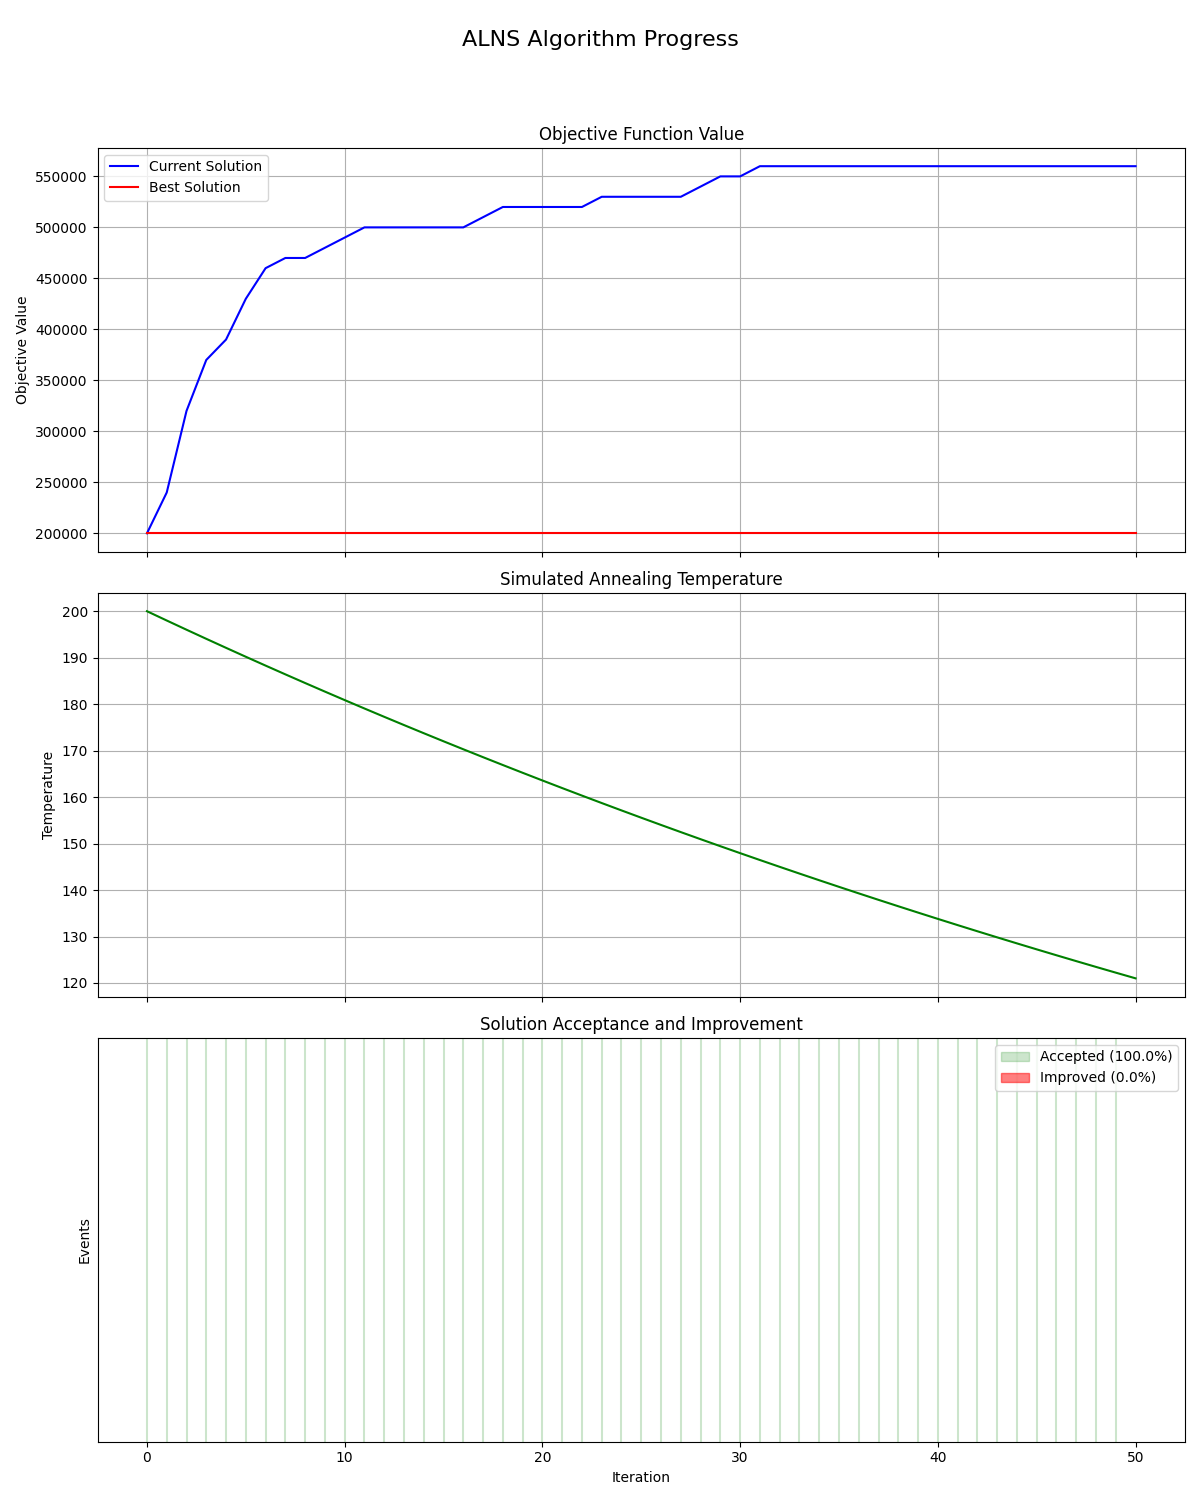 ALNS Algorithm Progress
Objective Function Value
Current Solution
Best Solution
550000
500000
450000
400000
350000
300000
250000
200000
Objective Value
Simulated Annealing Temperature
200
190
180
170
160
150
140
130
120
Temperature
Solution Acceptance and Improvement
Accepted (100.0%)
Improved (0.0%)
Events
0 10 20 30 40 50
Iteration